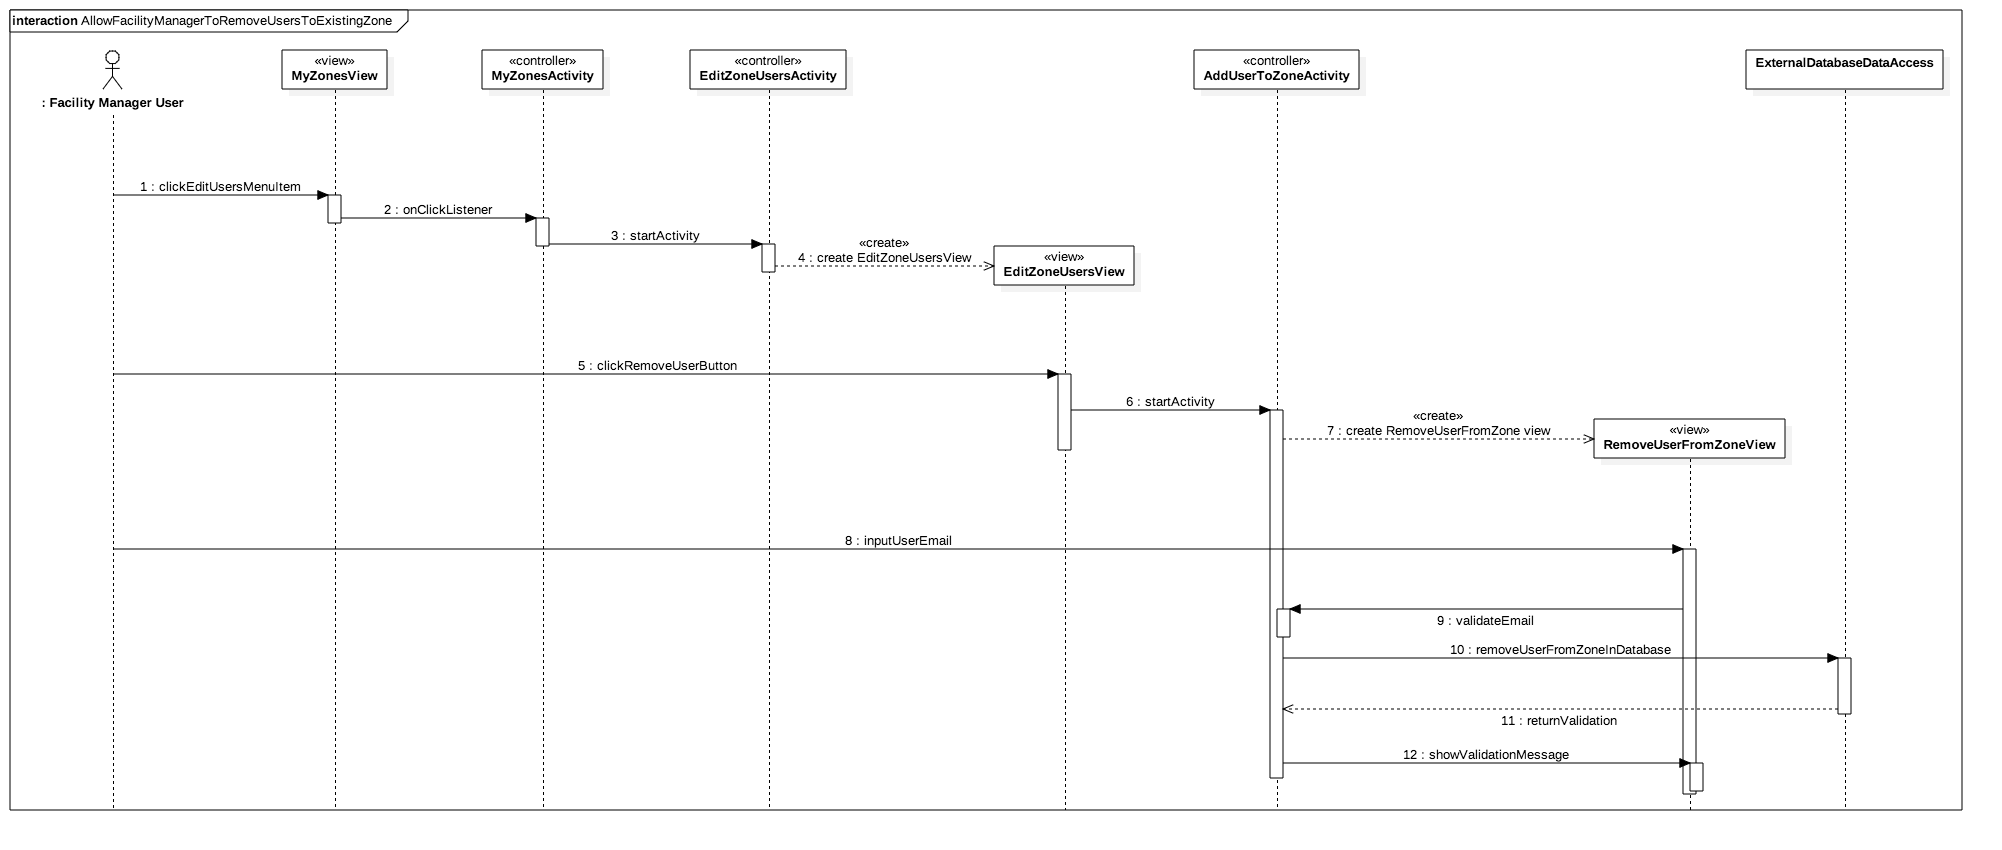 interaction AllowFacilityManagerToRemoveUsersToExistingZone
: Facility Manager User
«view»
MyZonesView
«controller»
MyZonesActivity
«controller»
EditZoneUsersActivity
«controller»
AddUserToZoneActivity
ExternalDatabaseDataAccess
1 : clickEditUsersMenuItem
2 : onClickListener
3 : startActivity
«create»
4 : create EditZoneUsersView
«view»
EditZoneUsersView
5 : clickRemoveUserButton
6 : startActivity
«create»
7 : create RemoveUserFromZone view
«view»
RemoveUserFromZoneView
8 : inputUserEmail
9 : validateEmail
10 : removeUserFromZoneInDatabase
11 : returnValidation
12 : showValidationMessage